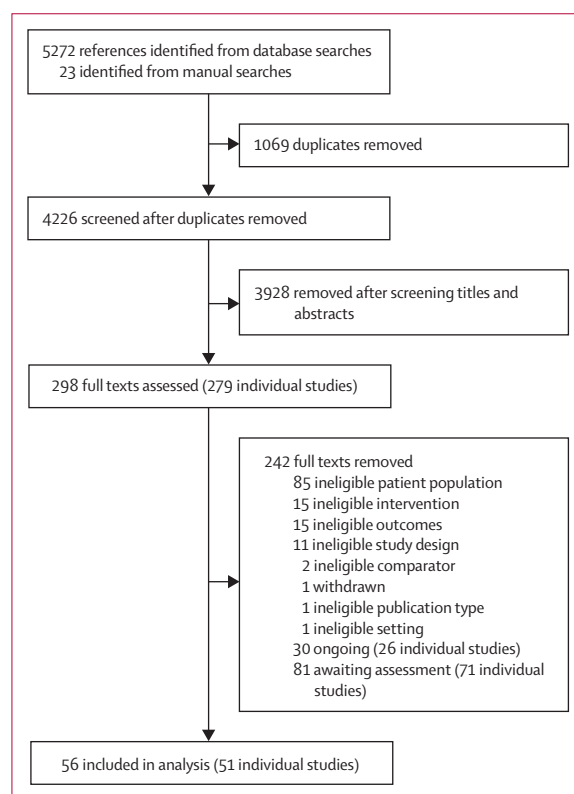 5272 references identified from database searches
23 identified from manual searches
1069 duplicates removed
4226 screened after duplicates removed
3928 removed after screening titles and
abstracts
298 full texts assessed (279 individual studies)
242 full texts removed
85 ineligible patient population
15 ineligible intervention
15 ineligible outcomes
11 ineligible study design
2 ineligible comparator
1 withdrawn
1 ineligible publication type
1 ineligible setting
30 ongoing (26 individual studies)
81 awaiting assessment (71 individual
studies)
56 included in analysis (51 individual studies)